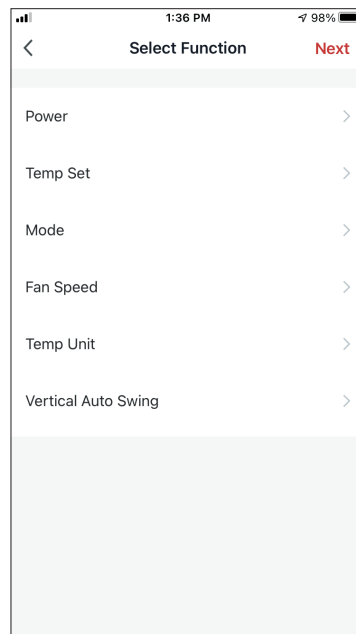 1:36 PM 98%
Select Function Next
Power
Temp Set
Mode
Fan Speed
Temp Unit
Vertical Auto Swing